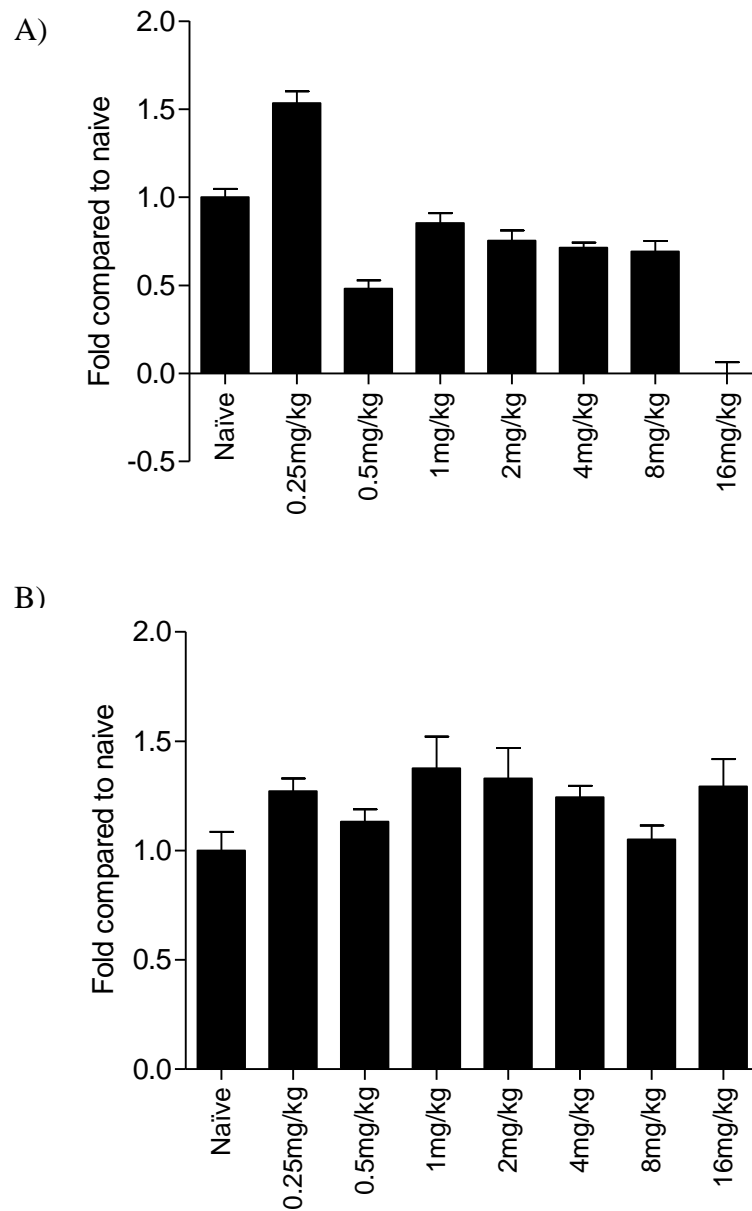 A)
Fold compared to naive
2.0
1.5
1.0
0.5
0.0
-0.5
Naïve
0.25mg/kg
0.5mg/kg
1mg/kg
2mg/kg
4mg/kg
8mg/kg
16mg/kg
B)
Fold compared to naive
2.0
1.5
1.0
0.5
0.0
Naïve
0.25mg/kg
0.5mg/kg
1mg/kg
2mg/kg
4mg/kg
8mg/kg
16mg/kg